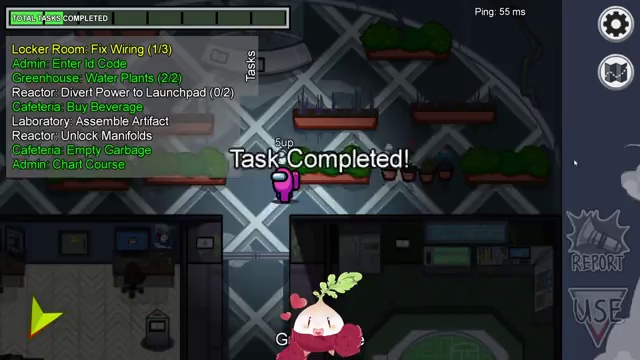 TOTAL TASKS COMPLETED
Ping: 55 ms
Locker Room: Fix Wiring (1/3)
Admin: Enter Id Code
Greenhouse: Water Plants (2/2)
Reactor: Divert Power to Launchpad (0/2)
Cafeteria: Buy Beverage
Laboratory: Assemble Artifact
Reactor: Unlock Manifolds
Cafeteria: Empty Garbage
Admin: Chart Course
Tasks
5up
Task Completed!
REPORT
USE